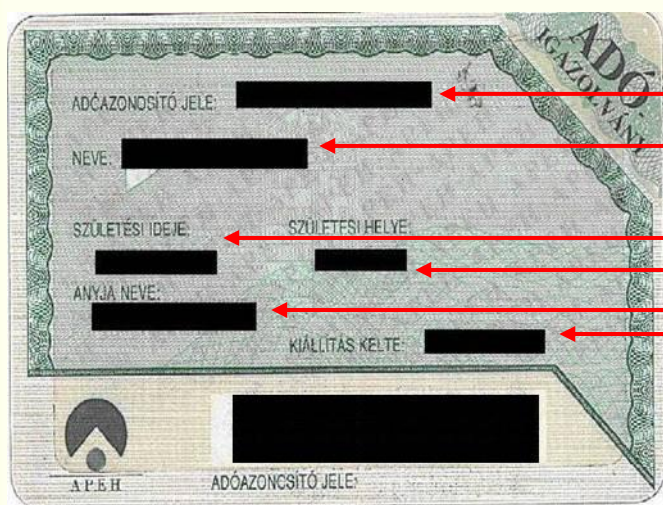 ADÓ-
IGAZOLVÁNY
ADÓAZONOSÍTÓ JELE:
NEVE:
SZÜLETÉSI IDEJE: SZÜLETÉSI HELYE:
ANYJA NEVE:
KIÁLLÍTÁS KELTE:
APEH
ADÓAZONOSÍTÓ JELE: